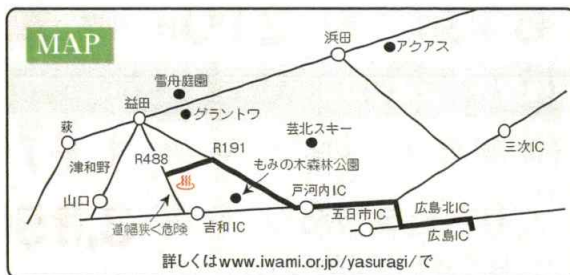 MAP
浜田
アクアス
雪舟庭園
益田
グラントワ
萩
芸北スキー
三次IC
津和野
R488
R191
もみの木森林公園
山口
戸河内IC
道幅狭く危険
吉和IC
五日市IC
広島北IC
広島IC
詳しくはwww.iwami.or.jp/yasuragi/で